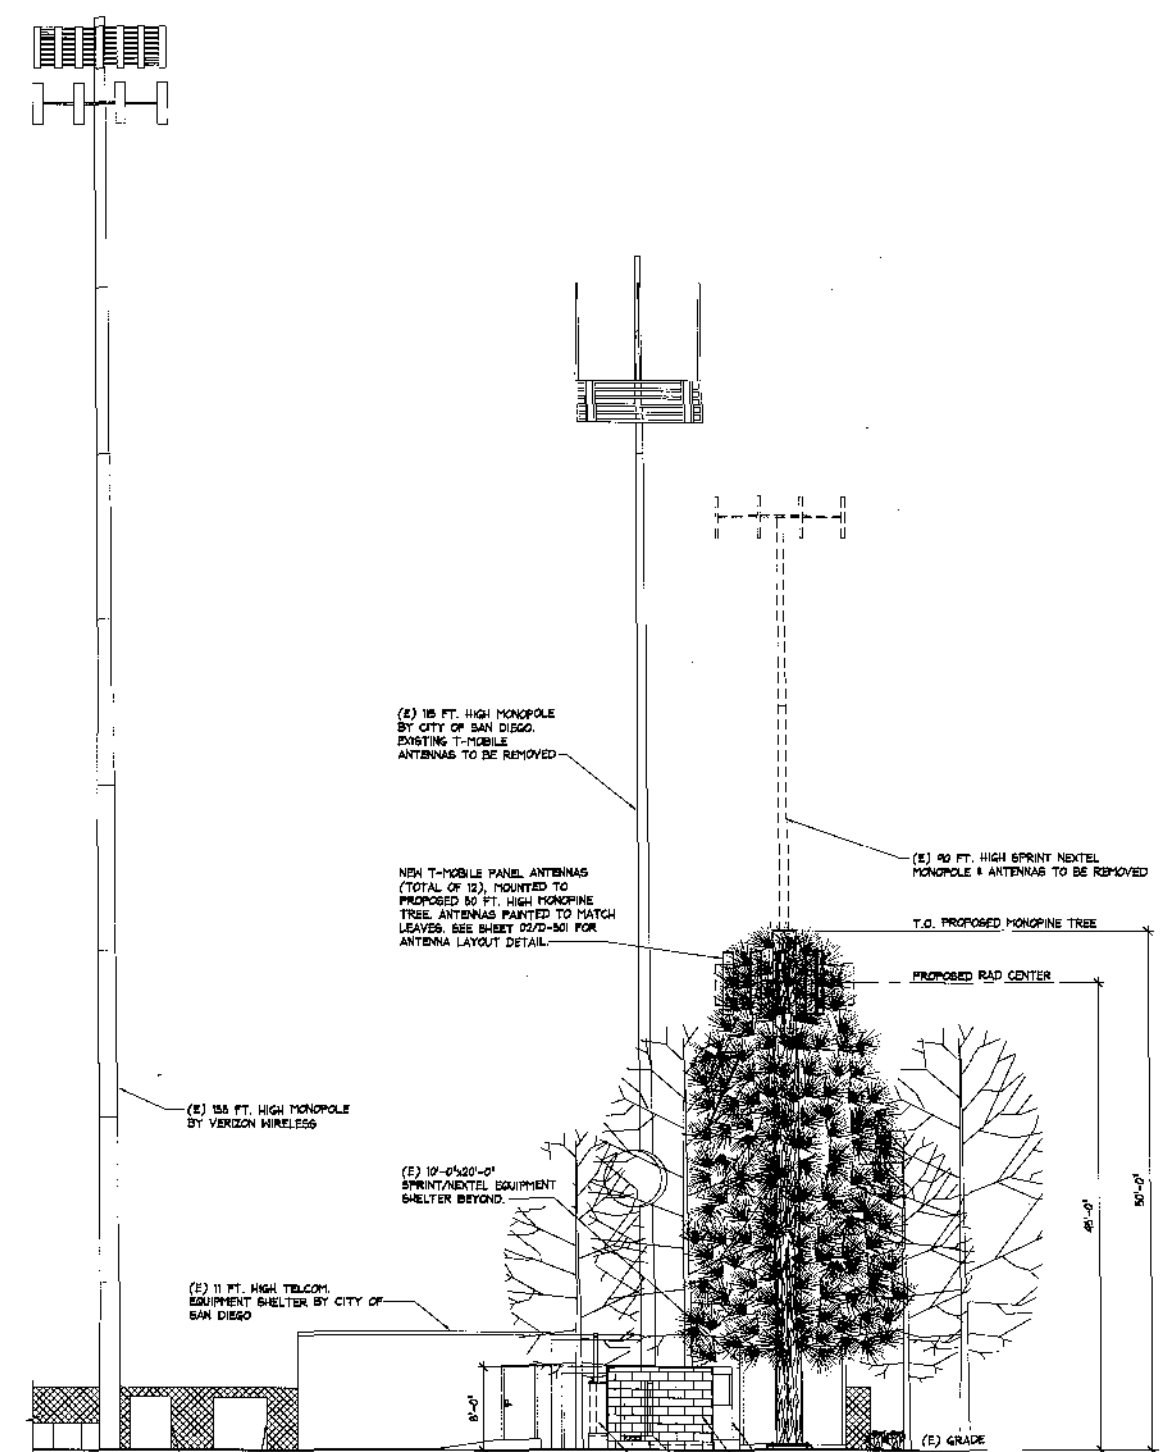 (E) 115 FT. HIGH MONOPOLE
BY CITY OF SAN DIEGO.
EXISTING T-MOBILE
ANTENNAS TO BE REMOVED
(E) 90 FT. HIGH SPRINT NEXTEL
MONOPOLE & ANTENNAS TO BE REMOVED
NEW T-MOBILE PANEL ANTENNAS
(TOTAL OF 12), MOUNTED TO
PROPOSED 50 FT. HIGH MONOPINE
TREE. ANTENNAS PAINTED TO MATCH
LEAVES. SEE SHEET 02/D-501 FOR
ANTENNA LAYOUT DETAIL.
T.O. PROPOSED MONOPINE TREE
PROPOSED RAD CENTER
(E) FT. HIGH MONOPOLE
BY VERIZON WIRELESS
(E) 10'-0"x20'-0"
SPRINT/NEXTEL EQUIPMENT
SHELTER BEYOND.
45'-0"
50'-0"
(E) 11 FT. HIGH TELCOM.
EQUIPMENT SHELTER BY CITY OF
SAN DIEGO
8'-0"
(E) GRADE